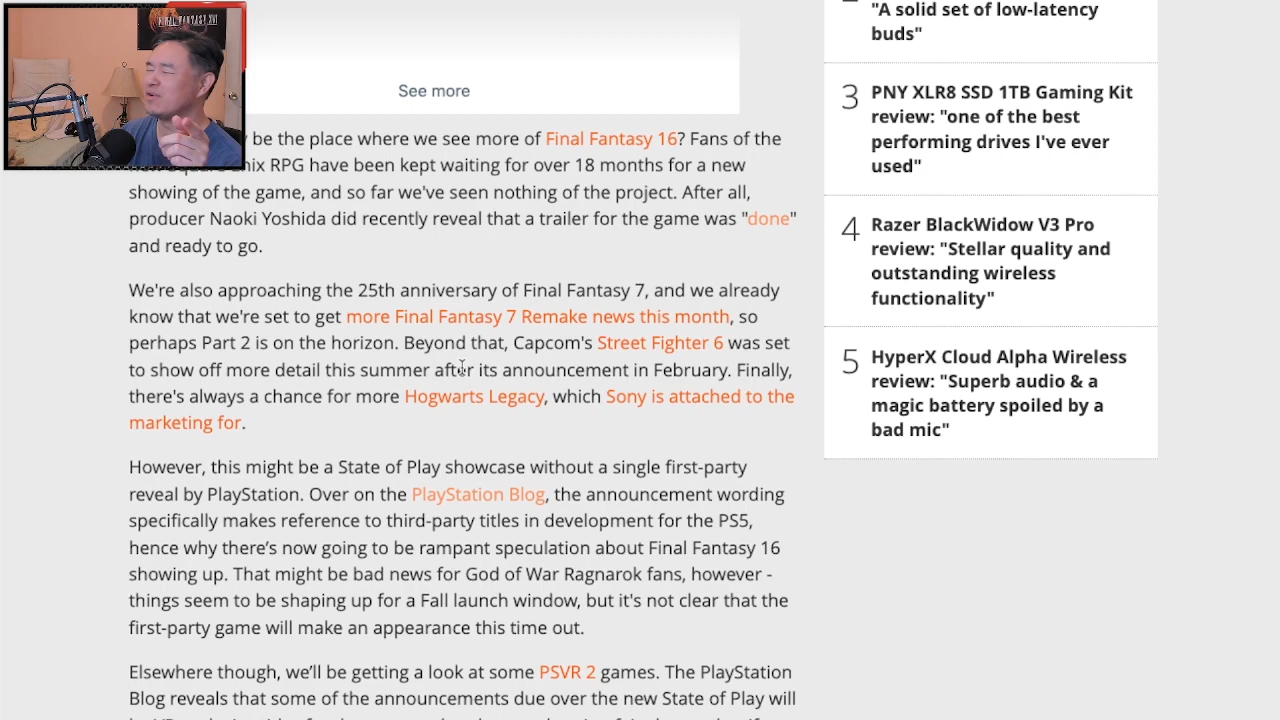 FINAL FANTASY XVI
See more
be the place where we see more of Final Fantasy 16? Fans of the
RPG have been kept waiting for over 18 months for a new
showing of the game, and so far we've seen nothing of the project. After all,
producer Naoki Yoshida did recently reveal that a trailer for the game was "done"
and ready to go.
We're also approaching the 25th anniversary of Final Fantasy 7, and we already
know that we're set to get more Final Fantasy 7 Remake news this month, so
perhaps Part 2 is on the horizon. Beyond that, Capcom's Street Fighter 6 was set
to show off more detail this summer after its announcement in February. Finally,
there's always a chance for more Hogwarts Legacy, which Sony is attached to the
marketing for.
However, this might be a State of Play showcase without a single first-party
reveal by PlayStation. Over on the PlayStation Blog, the announcement wording
specifically makes reference to third-party titles in development for the PS5,
hence why there's now going to be rampant speculation about Final Fantasy 16
showing up. That might be bad news for God of War Ragnarok fans, however -
things seem to be shaping up for a Fall launch window, but it's not clear that the
first-party game will make an appearance this time out.
Elsewhere though, we'll be getting a look at some PSVR 2 games. The PlayStation
Blog reveals that some of the announcements due over the new State of Play will
"A solid set of low-latency
buds"
3
PNY XLR8 SSD 1TB Gaming Kit
review: "one of the best
performing drives I've ever
used"
4
Razer BlackWidow V3 Pro
review: "Stellar quality and
outstanding wireless
functionality"
5
HyperX Cloud Alpha Wireless
review: "Superb audio & a
magic battery spoiled by a
bad mic"